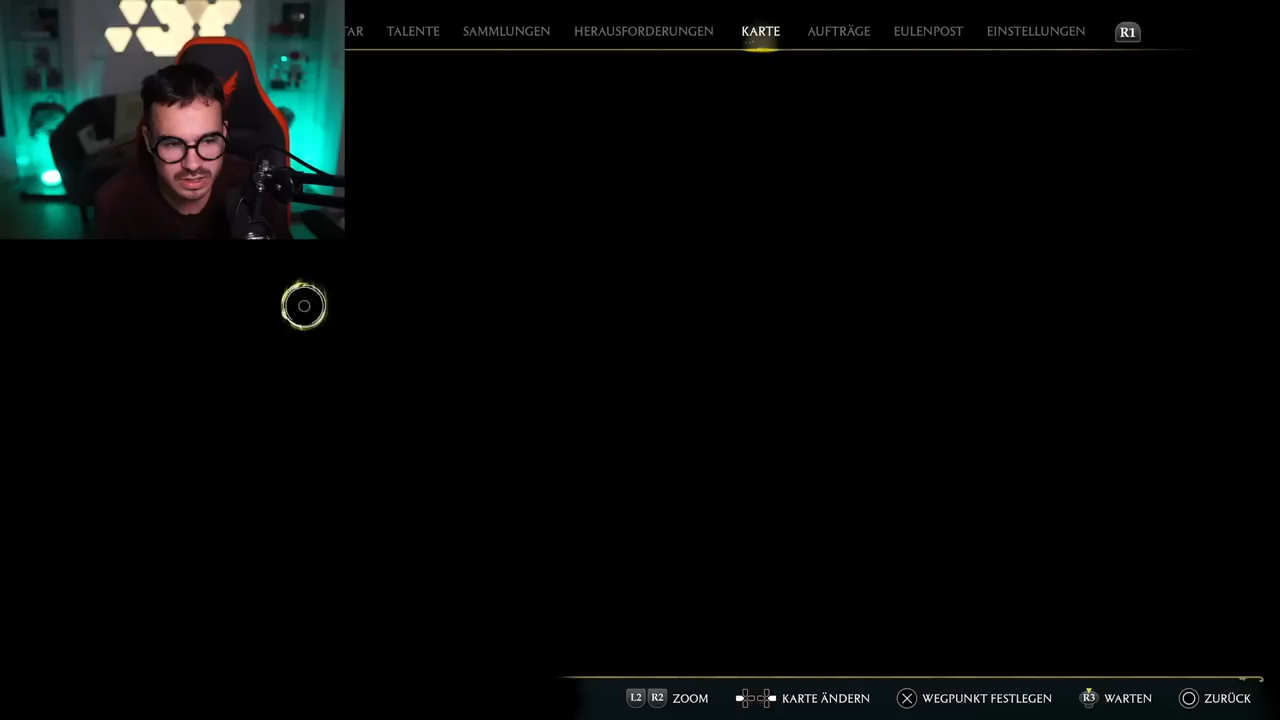 TAR TALENTE SAMMLUNGEN HERAUSFORDERUNGEN KARTE AUFTRÄGE EULENPOST EINSTELLUNGEN R1
L2 R2 ZOOM KARTE ÄNDERN WEGPUNKT FESTLEGEN R3 WARTEN ZURÜCK